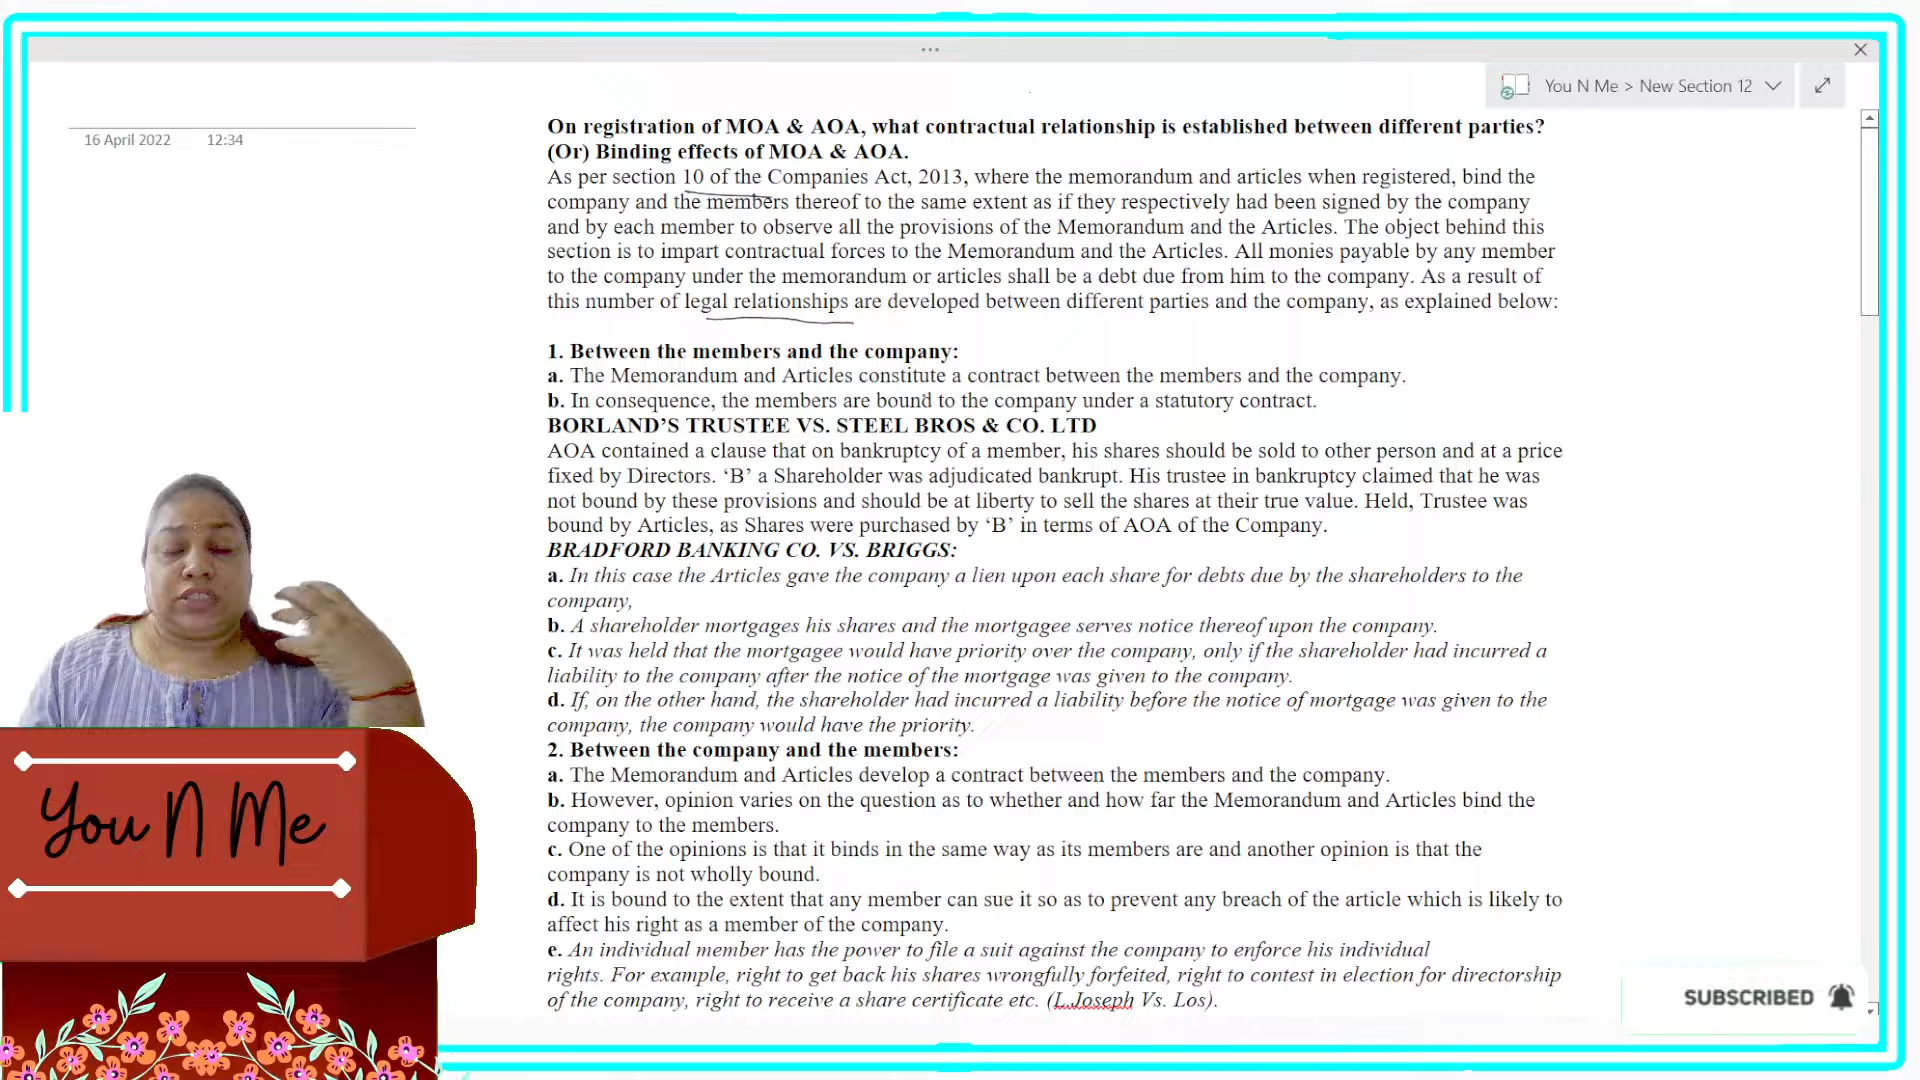 You N Me > New Section 12
16 April 2022 12:34
On registration of MOA & AOA, what contractual relationship is established between different parties?
(Or) Binding effects of MOA & AOA.
As per section 10 of the Companies Act, 2013, where the memorandum and articles when registered, bind the
company and the members thereof to the same extent as if they respectively had been signed by the company
and by each member to observe all the provisions of the Memorandum and the Articles. The object behind this
section is to impart contractual forces to the Memorandum and the Articles. All monies payable by any member
to the company under the memorandum or articles shall be a debt due from him to the company. As a result of
this number of legal relationships are developed between different parties and the company, as explained below:
1. Between the members and the company:
a. The Memorandum and Articles constitute a contract between the members and the company.
b. In consequence, the members are bound to the company under a statutory contract.
BORLAND’S TRUSTEE VS. STEEL BROS & CO. LTD
AOA contained a clause that on bankruptcy of a member, his shares should be sold to other person and at a price
fixed by Directors. ‘B’ a Shareholder was adjudicated bankrupt. His trustee in bankruptcy claimed that he was
not bound by these provisions and should be at liberty to sell the shares at their true value. Held, Trustee was
bound by Articles, as Shares were purchased by ‘B’ in terms of AOA of the Company.
BRADFORD BANKING CO. VS. BRIGGS:
a. In this case the Articles gave the company a lien upon each share for debts due by the shareholders to the
company,
b. A shareholder mortgages his shares and the mortgagee serves notice thereof upon the company.
c. It was held that the mortgagee would have priority over the company, only if the shareholder had incurred a
liability to the company after the notice of the mortgage was given to the company.
d. If, on the other hand, the shareholder had incurred a liability before the notice of mortgage was given to the
company, the company would have the priority.
2. Between the company and the members:
a. The Memorandum and Articles develop a contract between the members and the company.
b. However, opinion varies on the question as to whether and how far the Memorandum and Articles bind the
company to the members.
c. One of the opinions is that it binds in the same way as its members are and another opinion is that the
company is not wholly bound.
d. It is bound to the extent that any member can sue it so as to prevent any breach of the article which is likely to
affect his right as a member of the company.
e. An individual member has the power to file a suit against the company to enforce his individual
rights. For example, right to get back his shares wrongfully forfeited, right to contest in election for directorship
of the company, right to receive a share certificate etc. (L.Joseph Vs. Los).
You N Me
SUBSCRIBED